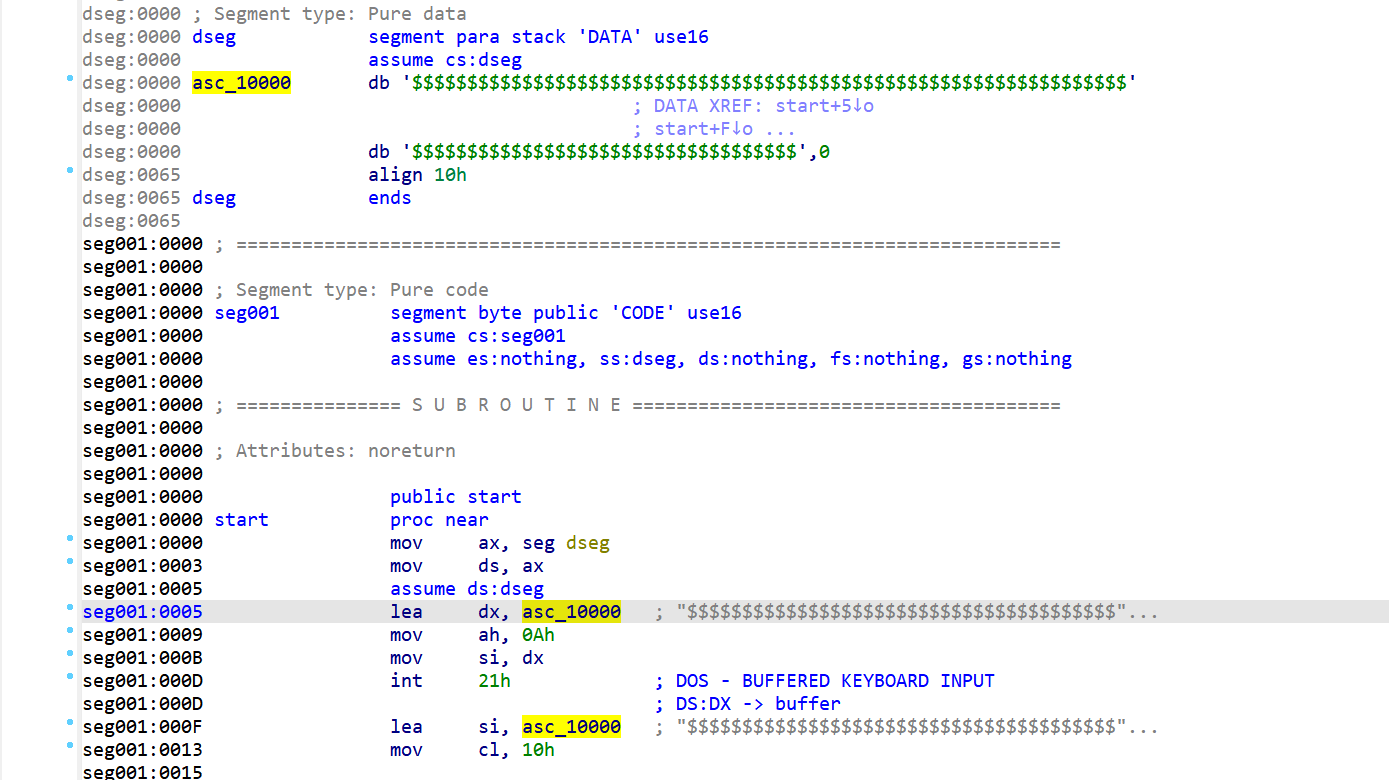 dseg:0000 ; Segment type: Pure data
dseg:0000 dseg            segment para stack 'DATA' use16
dseg:0000                 assume cs:dseg
dseg:0000 asc_10000       db '$$$$$$$$$$$$$$$$$$$$$$$$$$$$$$$$$$$$$$$$$$$$$$$$$$$$$$$$$$$$$$$$$'
dseg:0000                                         ; DATA XREF: start+5↓o
dseg:0000                                         ; start+F↓o ...
dseg:0000                 db '$$$$$$$$$$$$$$$$$$$$$$$$$$$$$$$$$$$',0
dseg:0065                 align 10h
dseg:0065 dseg            ends
dseg:0065
seg001:0000 ; ===========================================================================
seg001:0000
seg001:0000 ; Segment type: Pure code
seg001:0000 seg001          segment byte public 'CODE' use16
seg001:0000                 assume cs:seg001
seg001:0000                 assume es:nothing, ss:dseg, ds:nothing, fs:nothing, gs:nothing
seg001:0000
seg001:0000 ; =============== S U B R O U T I N E =======================================
seg001:0000
seg001:0000 ; Attributes: noreturn
seg001:0000
seg001:0000                 public start
seg001:0000 start           proc near
seg001:0000                 mov     ax, seg dseg
seg001:0003                 mov     ds, ax
seg001:0005                 assume ds:dseg
seg001:0005                 lea     dx, asc_10000   ; "$$$$$$$$$$$$$$$$$$$$$$$$$$$$$$$$$$$$$$$"...
seg001:0009                 mov     ah, 0Ah
seg001:000B                 mov     si, dx
seg001:000D                 int     21h             ; DOS - BUFFERED KEYBOARD INPUT
seg001:000D                                         ; DS:DX -> buffer
seg001:000F                 lea     si, asc_10000   ; "$$$$$$$$$$$$$$$$$$$$$$$$$$$$$$$$$$$$$$$"...
seg001:0013                 mov     cl, 10h
seg001:0015